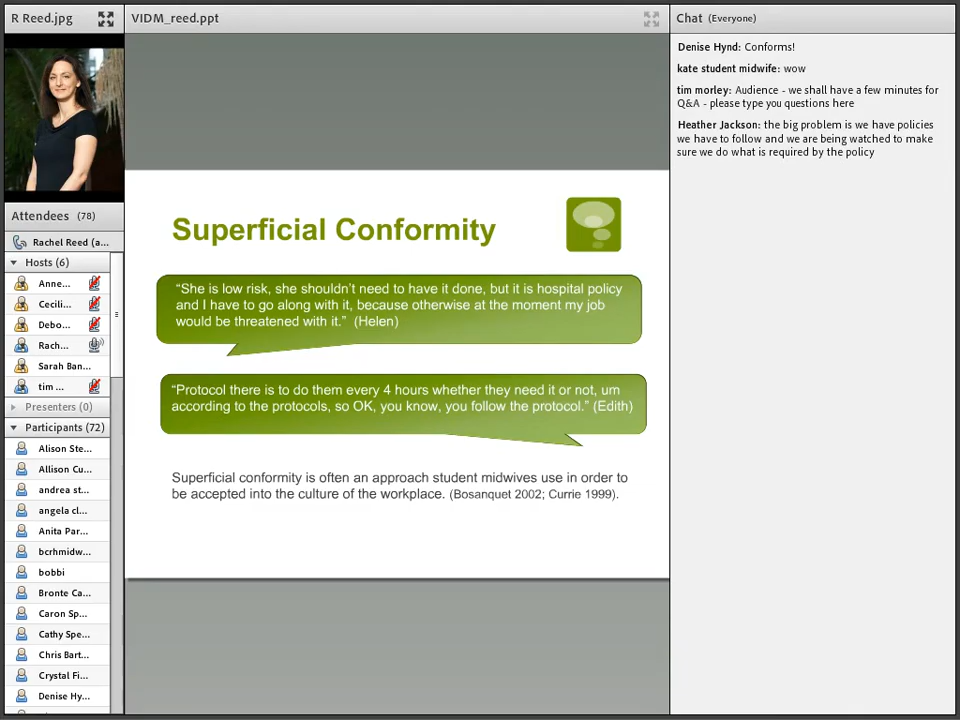 R Reed.jpg
VIDM_reed.ppt
Chat (Everyone)
Attendees (78)
Rachel Reed (a...
Hosts (6)
Anne...
Cecili...
Debo...
Rach...
Sarah Ban...
tim ...
Presenters (0)
Participants (72)
Alison Ste...
Allison Cu...
andrea st...
angela cl...
Anita Par...
bcrhmidw...
bobbi
Bronte Ca...
Caron Sp...
Cathy Spe...
Chris Bart...
Crystal Fi...
Denise Hy...
Superficial Conformity
“She is low risk, she shouldn’t need to have it done, but it is hospital policy
and I have to go along with it, because otherwise at the moment my job
would be threatened with it.” (Helen)
“Protocol there is to do them every 4 hours whether they need it or not, um
according to the protocols, so OK, you know, you follow the protocol.” (Edith)
Superficial conformity is often an approach student midwives use in order to
be accepted into the culture of the workplace. (Bosanquet 2002; Currie 1999).
Denise Hynd: Conforms!
kate student midwife: wow
tim morley: Audience - we shall have a few minutes for
Q&A - please type you questions here
Heather Jackson: the big problem is we have policies
we have to follow and we are being watched to make
sure we do what is required by the policy